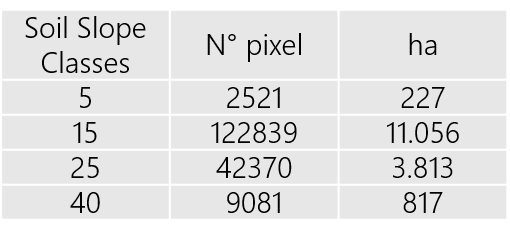 Soil Slope
Classes N° pixel ha
5 2521 227
15 122839 11.056
25 42370 3.813
40 9081 817